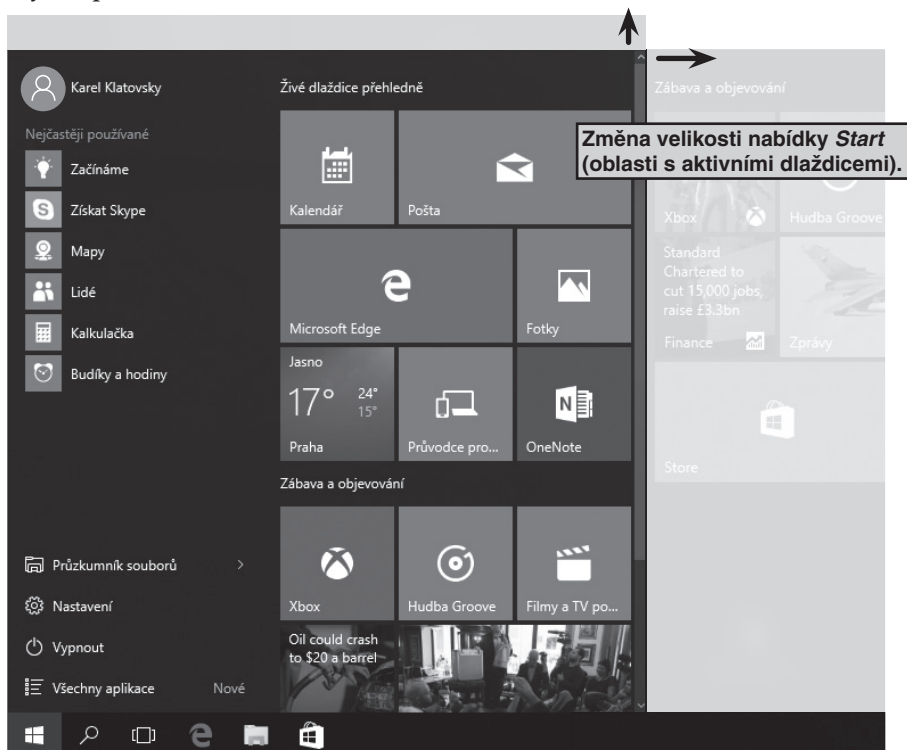 Karel Klatovsky
Nejčastěji používané
Začínáme
Získat Skype
Mapy
Lidé
Kalkulačka
Budíky a hodiny
Průzkumník souborů
Nastavení
Vypnout
Všechny aplikace Nové
Živé dlaždice přehledně
Kalendář
Pošta
Microsoft Edge
Fotky
Jasno
17° 24°
15°
Praha
Průvodce pro...
OneNote
Zábava a objevování
Xbox
Hudba Groove
Filmy a TV po...
Oil could crash
to $20 a barrel
Změna velikosti nabídky Start
(oblasti s aktivními dlaždicemi).
Zábava a objevování
Xbox
Hudba Groove
Standard
Chartered to
cut 15,000 jobs,
raise £3.3bn
Finance
Zprávy
Store